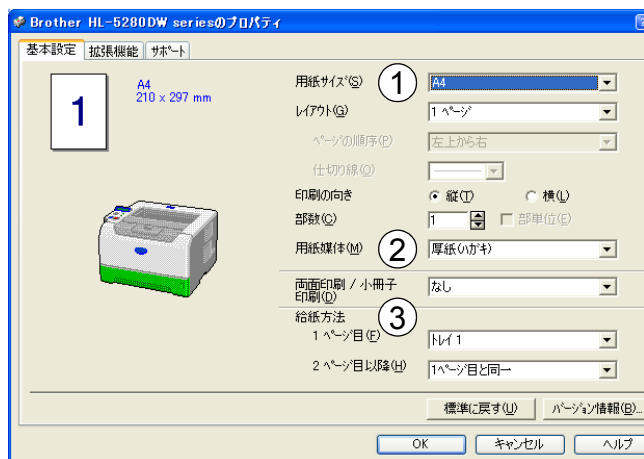 Brother HL-5280DW seriesのプロパティ
基本設定 拡張機能 サポート
1
A4
210 x 297 mm
用紙サイズ(S) ① A4
レイアウト(G) 1 ページ
ページの順序(P) 左上から右
仕切り線(O)
印刷の向き 縦(T) 横(L)
部数(C) 1 部単位(E)
用紙媒体(M) ② 厚紙(ハガキ)
両面印刷 / 小冊子 なし
印刷(D)
給紙方法 ③
1 ページ目(F) トレイ 1
2 ページ目以降(H) 1ページ目と同一
標準に戻す(U) バージョン情報(B)...
OK キャンセル ヘルプ